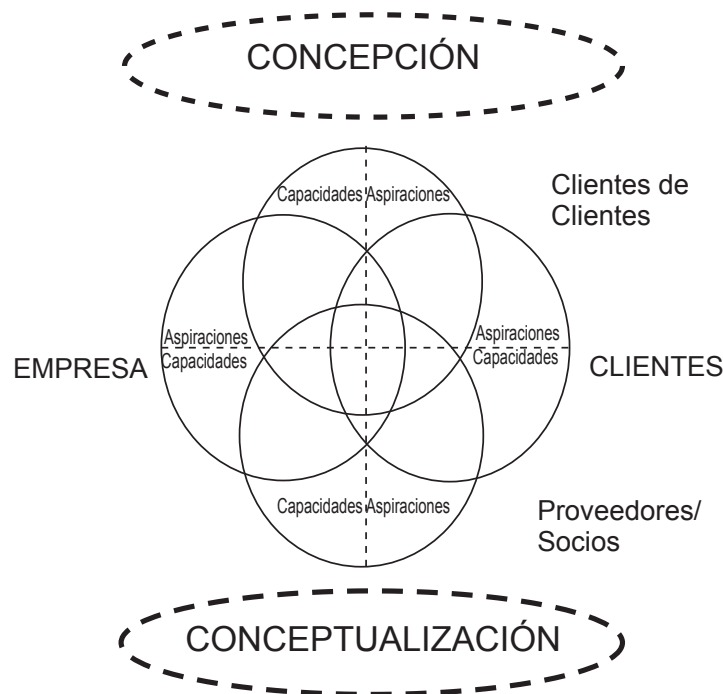 CONCEPCIÓN
Capacidades Aspiraciones
Clientes de
Clientes
Aspiraciones
Capacidades
EMPRESA
Aspiraciones
Capacidades
CLIENTES
Capacidades Aspiraciones
Proveedores/
Socios
CONCEPTUALIZACIÓN